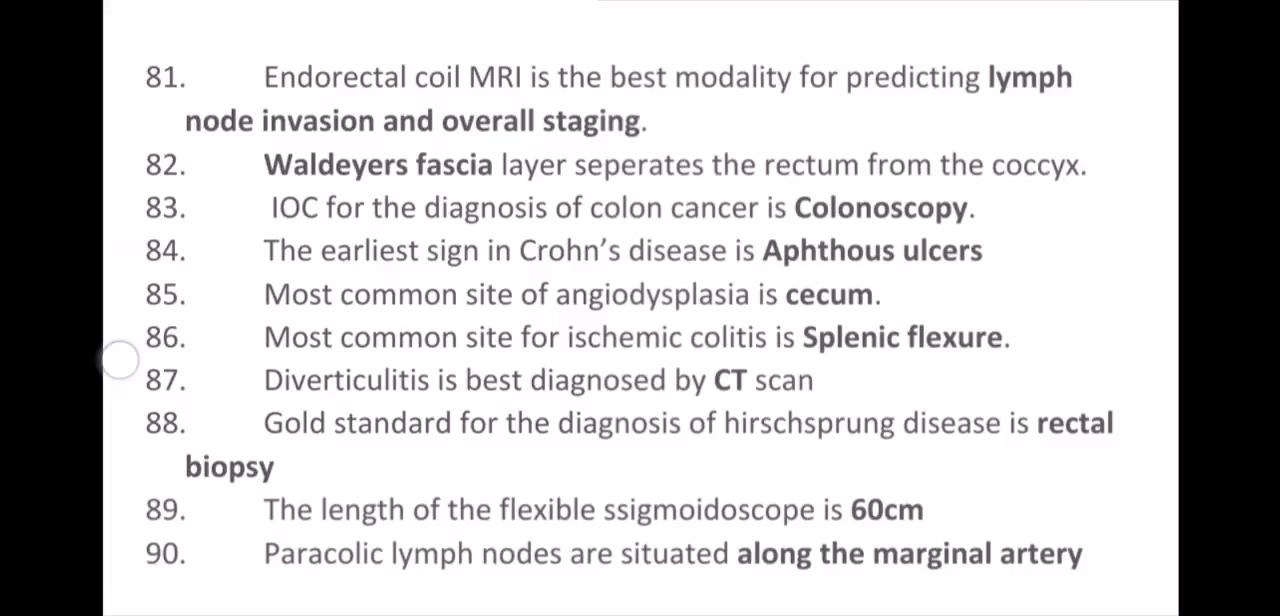 81. Endorectal coil MRI is the best modality for predicting lymph
node invasion and overall staging.
82. Waldeyers fascia layer seperates the rectum from the coccyx.
83. IOC for the diagnosis of colon cancer is Colonoscopy.
84. The earliest sign in Crohn’s disease is Aphthous ulcers
85. Most common site of angiodysplasia is cecum.
86. Most common site for ischemic colitis is Splenic flexure.
87. Diverticulitis is best diagnosed by CT scan
88. Gold standard for the diagnosis of hirschsprung disease is rectal
biopsy
89. The length of the flexible ssigmoidoscope is 60cm
90. Paracolic lymph nodes are situated along the marginal artery